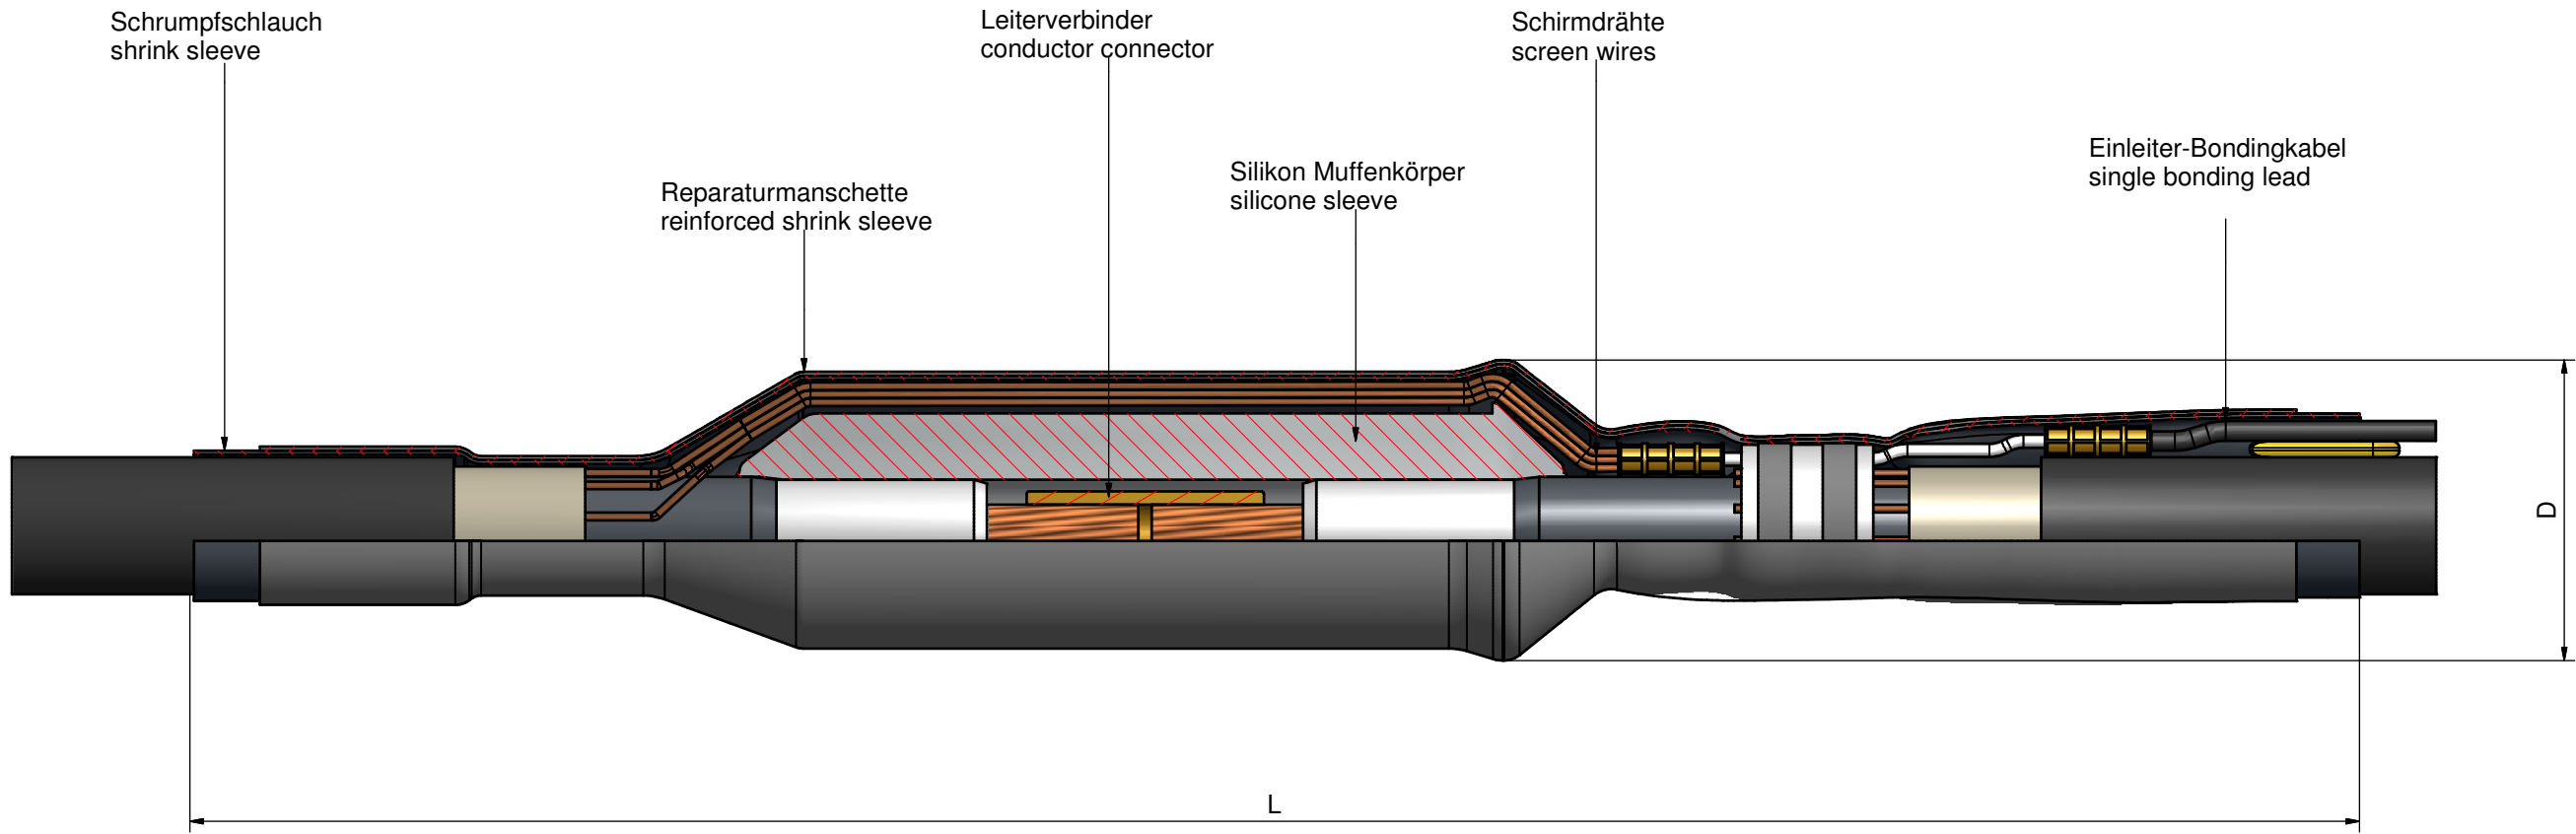 Schrumpfschlauch
shrink sleeve
Leiterverbinder
conductor connector
Schirmdrähte
screen wires
Einleiter-Bondingkabel
single bonding lead
Silikon Muffenkörper
silicone sleeve
Reparaturmanschette
reinforced shrink sleeve
D
L